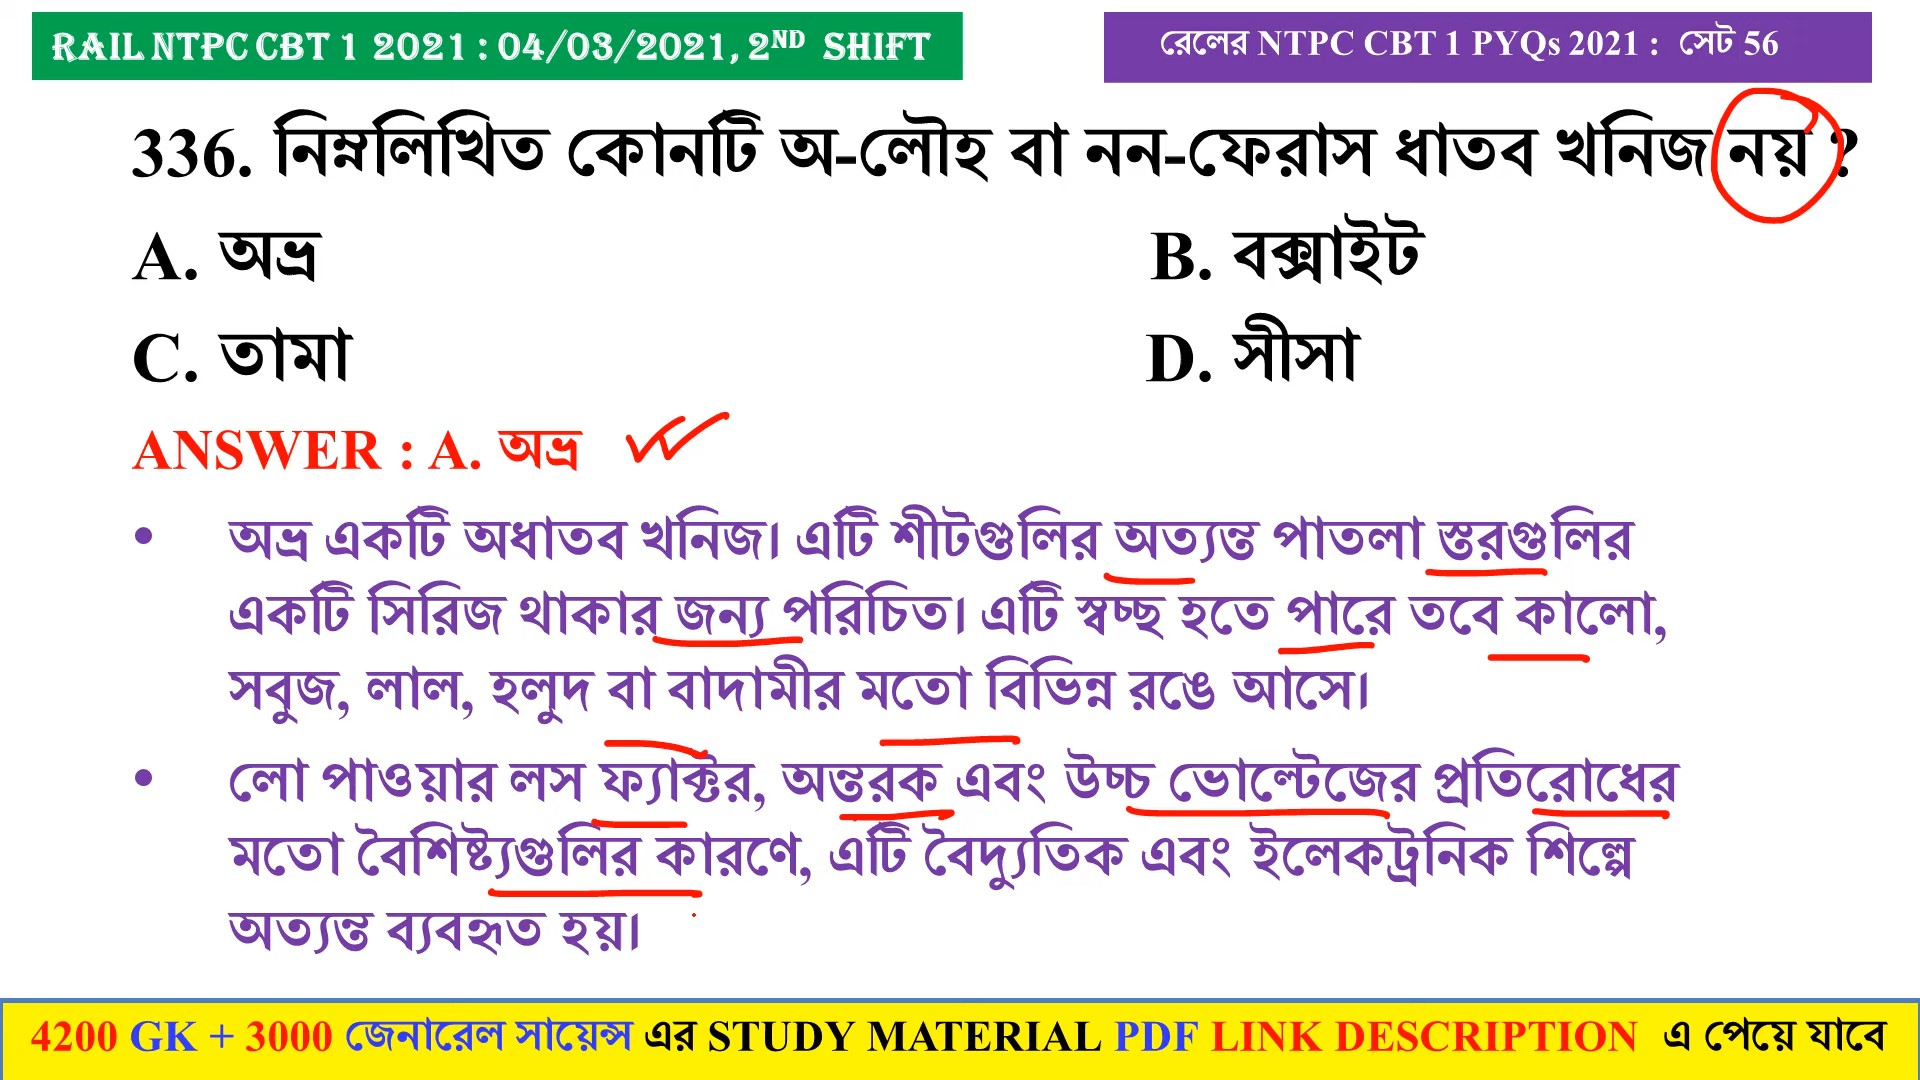 RAIL NTPC CBT 1 2021 : 04/03/2021, 2ND SHIFT
রেলের NTPC CBT 1 PYQs 2021 : সেট 56
336. নিম্নলিখিত কোনটি অ-লৌহ বা নন-ফেরাস ধাতব খনিজ নয় ?
A. অভ্র
B. বক্সাইট
C. তামা
D. সীসা
ANSWER : A. অভ্র
• অভ্র একটি অধাতব খনিজ। এটি শীটগুলির অত্যন্ত পাতলা স্তরগুলির
একটি সিরিজ থাকার জন্য পরিচিত। এটি স্বচ্ছ হতে পারে তবে কালো,
সবুজ, লাল, হলুদ বা বাদামীর মতো বিভিন্ন রঙে আসে।
• লো পাওয়ার লস ফ্যাক্টর, অন্তরক এবং উচ্চ ভোল্টেজের প্রতিরোধের
মতো বৈশিষ্ট্যগুলির কারণে, এটি বৈদ্যুতিক এবং ইলেকট্রনিক শিল্পে
অত্যন্ত ব্যবহৃত হয়।
4200 GK + 3000 জেনারেল সায়েন্স এর STUDY MATERIAL PDF LINK DESCRIPTION এ পেয়ে যাবে